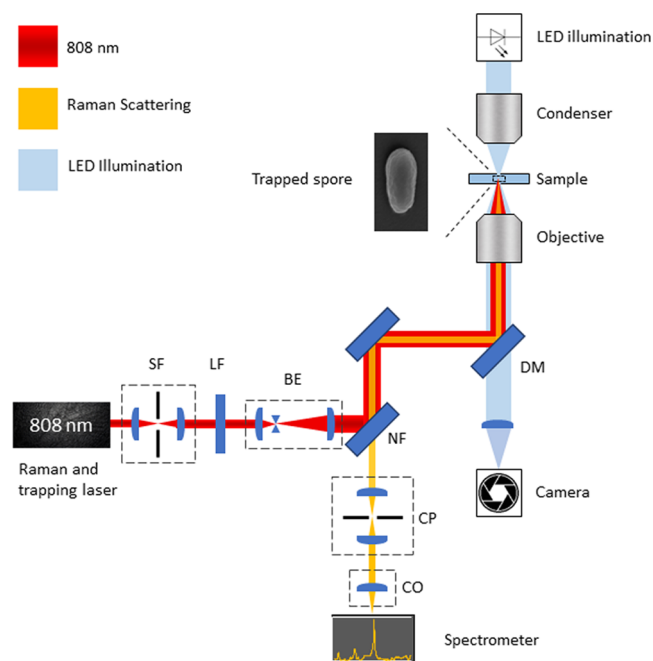 808 nm
LED illumination
Raman Scattering
Condenser
LED Illumination
Trapped spore
Sample
Objective
SF
LF
BE
DM
808 nm
NF
Raman and
trapping laser
Camera
CP
CO
Spectrometer